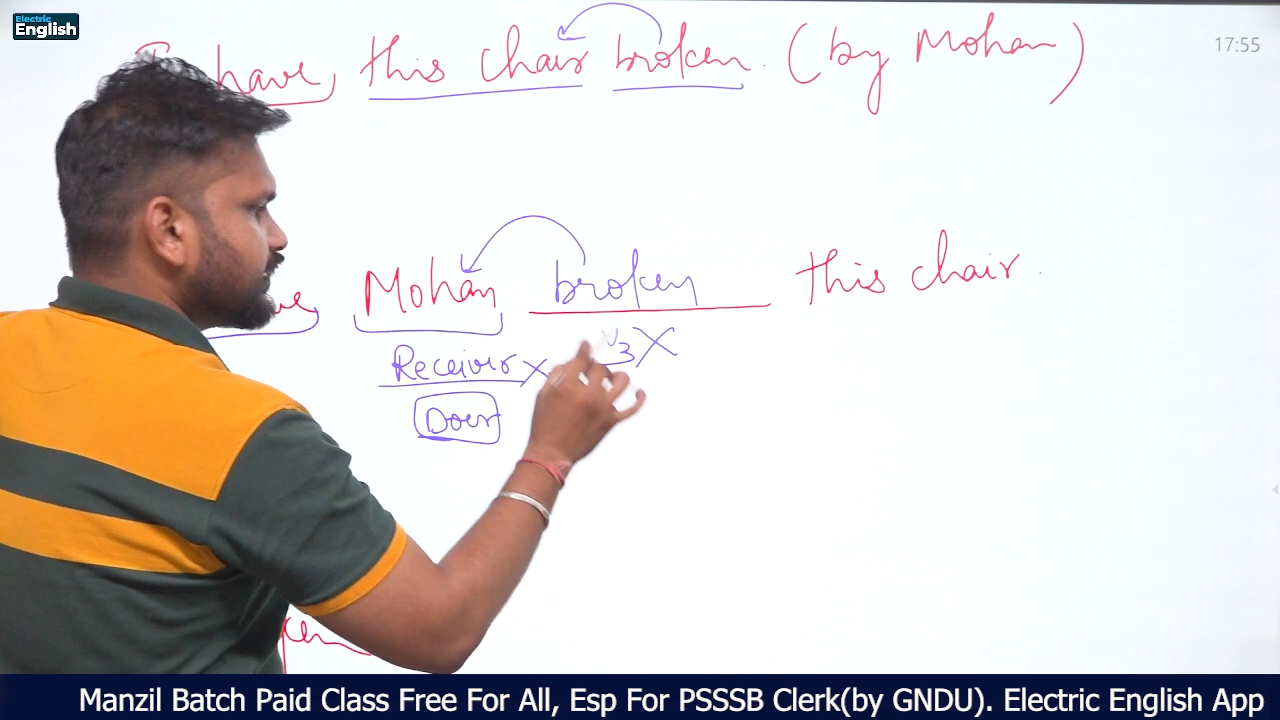 Electric
English
have, this chair broken. (by Mohan)
17:55
Mohan broken this chair.
Receiver X V3 X
Doer
Manzil Batch Paid Class Free For All, Esp For PSSSB Clerk(by GNDU). Electric English App